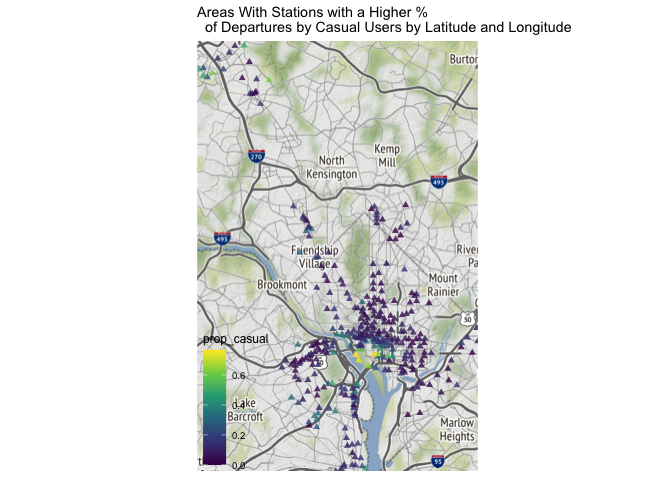 Areas With Stations with a Higher %
of Departures by Casual Users by Latitude and Longitude
Burton
270
North
Kensington
Kemp
Mill
495
495
Friendship
Village
River
Pa
Brookmont
Mount
Rainier
50
prop_casual
0.6
0.4
0.2
0.0
Lake
Barcroft
Marlow
Heights
95